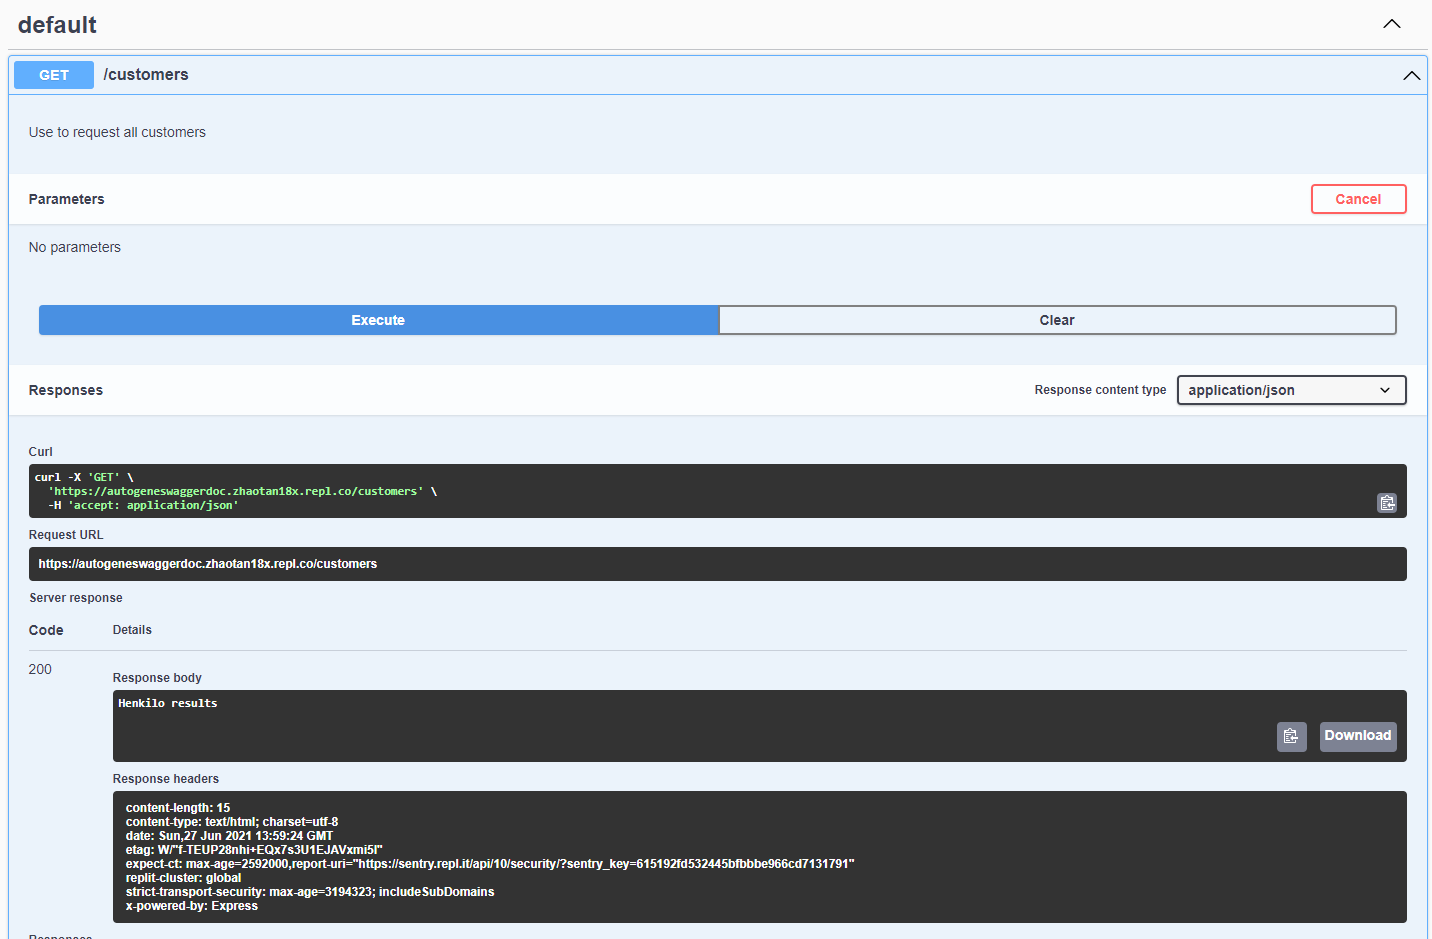 default
GET /customers
Use to request all customers
Parameters
Cancel
No parameters
Execute
Clear
Responses
Response content type
application/json
Curl
curl -X 'GET' \
'https://autogeneswaggerdoc.zhaotan18x.repl.co/customers' \
-H 'accept: application/json'
Request URL
https://autogeneswaggerdoc.zhaotan18x.repl.co/customers
Server response
Code Details
200
Response body
Henkilo results
Download
Response headers
content-length: 15
content-type: text/html; charset=utf-8
date: Sun,27 Jun 2021 13:59:24 GMT
etag: W/"f-TEUP28nhi+EQx7s3U1EJAVxmi5I"
expect-ct: max-age=2592000,report-uri="https://sentry.repl.it/api/10/security/?sentry_key=615192fd532445bfbbbe966cd7131791"
replit-cluster: global
strict-transport-security: max-age=3194323; includeSubDomains
x-powered-by: Express
Responses